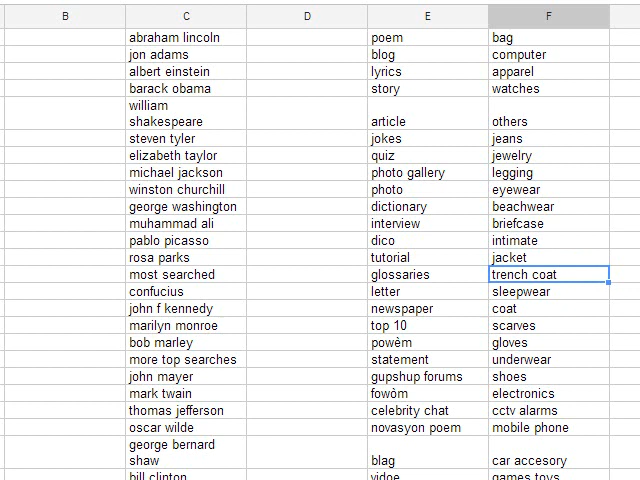 B C D E F
abraham lincoln poem bag
jon adams blog computer
albert einstein lyrics apparel
barack obama story watches
william
shakespeare article others
steven tyler jokes jeans
elizabeth taylor quiz jewelry
michael jackson photo gallery legging
winston churchill photo eyewear
george washington dictionary beachwear
muhammad ali interview briefcase
pablo picasso dico intimate
rosa parks tutorial jacket
most searched glossaries trench coat
confucius letter sleepwear
john f kennedy newspaper coat
marilyn monroe top 10 scarves
bob marley powèm gloves
more top searches statement underwear
john mayer gupshup forums shoes
mark twain fowòm electronics
thomas jefferson celebrity chat cctv alarms
oscar wilde novasyon poem mobile phone
george bernard
shaw blag car accesory
bill clinton vidoe games toys